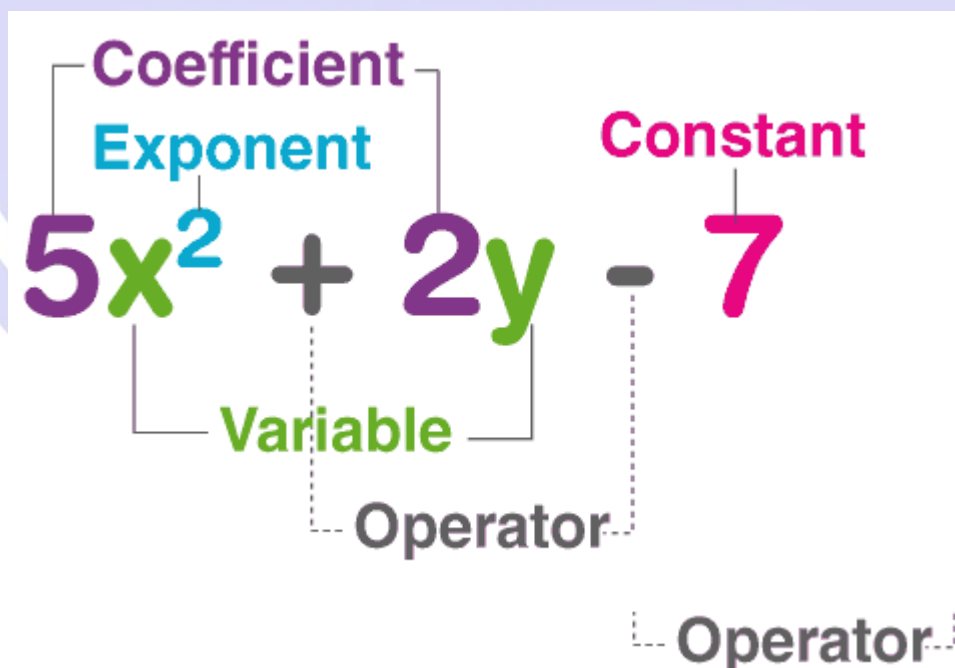 Coefficient
Exponent
Constant
5x² + 2y - 7
Variable
Operator
Operator